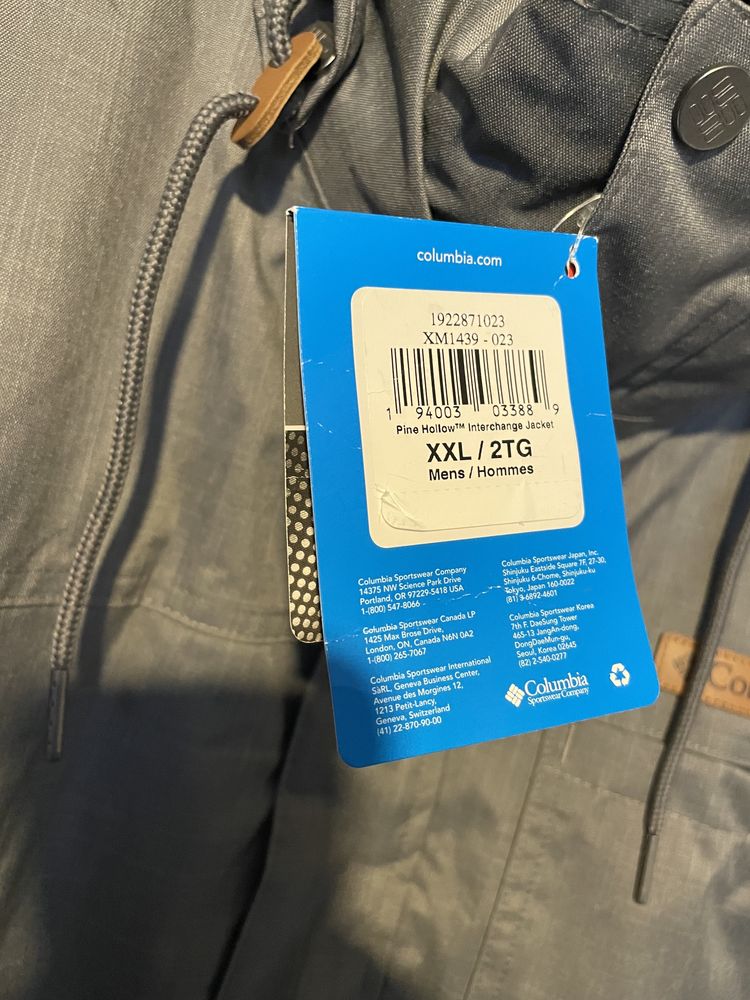 columbia.com
1922871023
XM1439 - 023
1 94003 03388 9
Pine Hollow™ Interchange Jacket
XXL / 2TG
Mens / Hommes
Columbia Sportswear Company
14375 NW Science Park Drive
Portland, OR 97229-5418 USA
1-(800) 547-8066
Columbia Sportswear Canada LP
1425 Max Brose Drive,
London, ON, Canada N6N 0A2
1-(800) 265-7067
Columbia Sportswear International
SàRL, Geneva Business Center,
Avenue des Morgines 12,
1213 Petit-Lancy,
Geneva, Switzerland
(41) 22-870-90-00
Columbia Sportswear Japan, Inc.
Shinjuku Eastside Square 7F, 27-30,
Shinjuku 6-Chome, Shinjuku-ku
Tokyo, Japan 160-0022
(81) 3-6892-4601
Columbia Sportswear Korea
7th F. DaeSung Tower
465-13 JangAn-dong,
DongDaeMun-gu,
Seoul, Korea 02645
(82) 2-540-0277
Columbia
Sportswear Company
Co